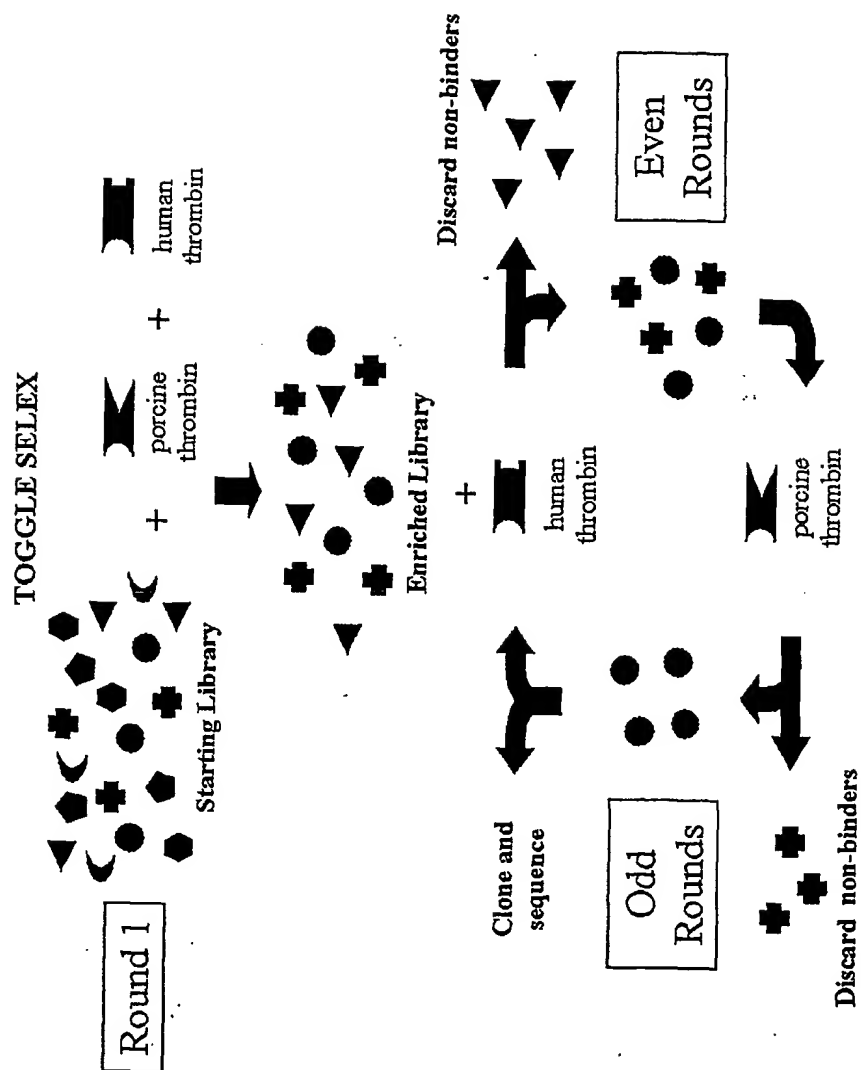 TOGGLE SELEX
Round 1
Starting Library
+
porcine
thrombin
+
human
thrombin
Enriched Library
+
human
thrombin
Discard non-binders
Even
Rounds
porcine
thrombin
Discard non-binders
Odd
Rounds
Clone and
sequence